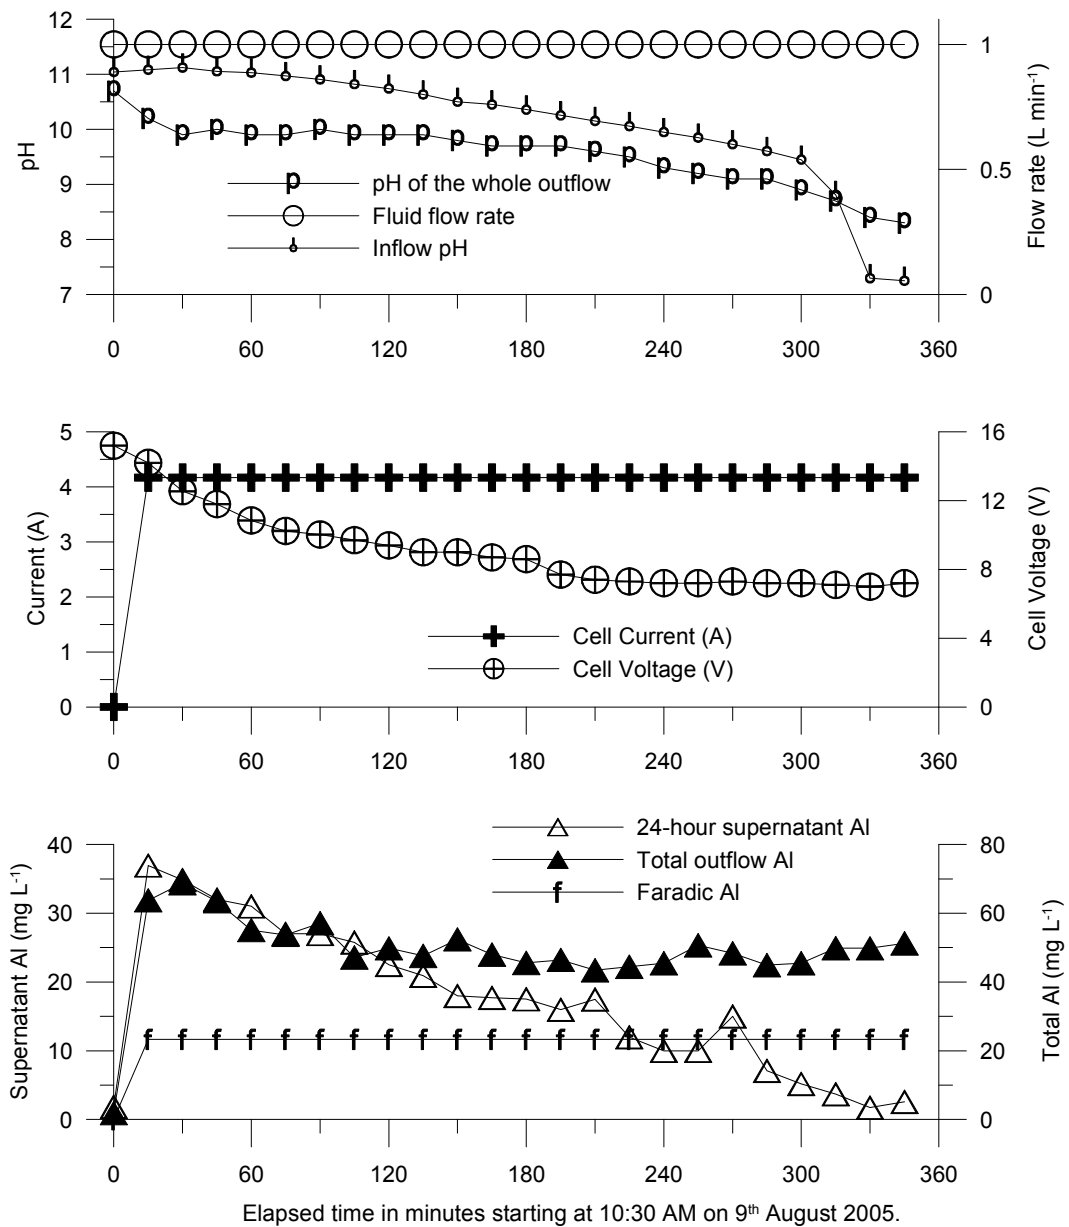 12
11
10
9
8
7
pH
1
0.5
0
Flow rate (L min-1)
pH of the whole outflow
Fluid flow rate
Inflow pH
0 60 120 180 240 300 360
5
4
3
2
1
0
Current (A)
16
12
8
4
0
Cell Voltage (V)
Cell Current (A)
Cell Voltage (V)
0 60 120 180 240 300 360
24-hour supernatant Al
Total outflow Al
Faradic Al
40
30
20
10
0
Supernatant Al (mg L-1)
80
60
40
20
0
Total Al (mg L-1)
0 60 120 180 240 300 360
Elapsed time in minutes starting at 10:30 AM on 9th August 2005.